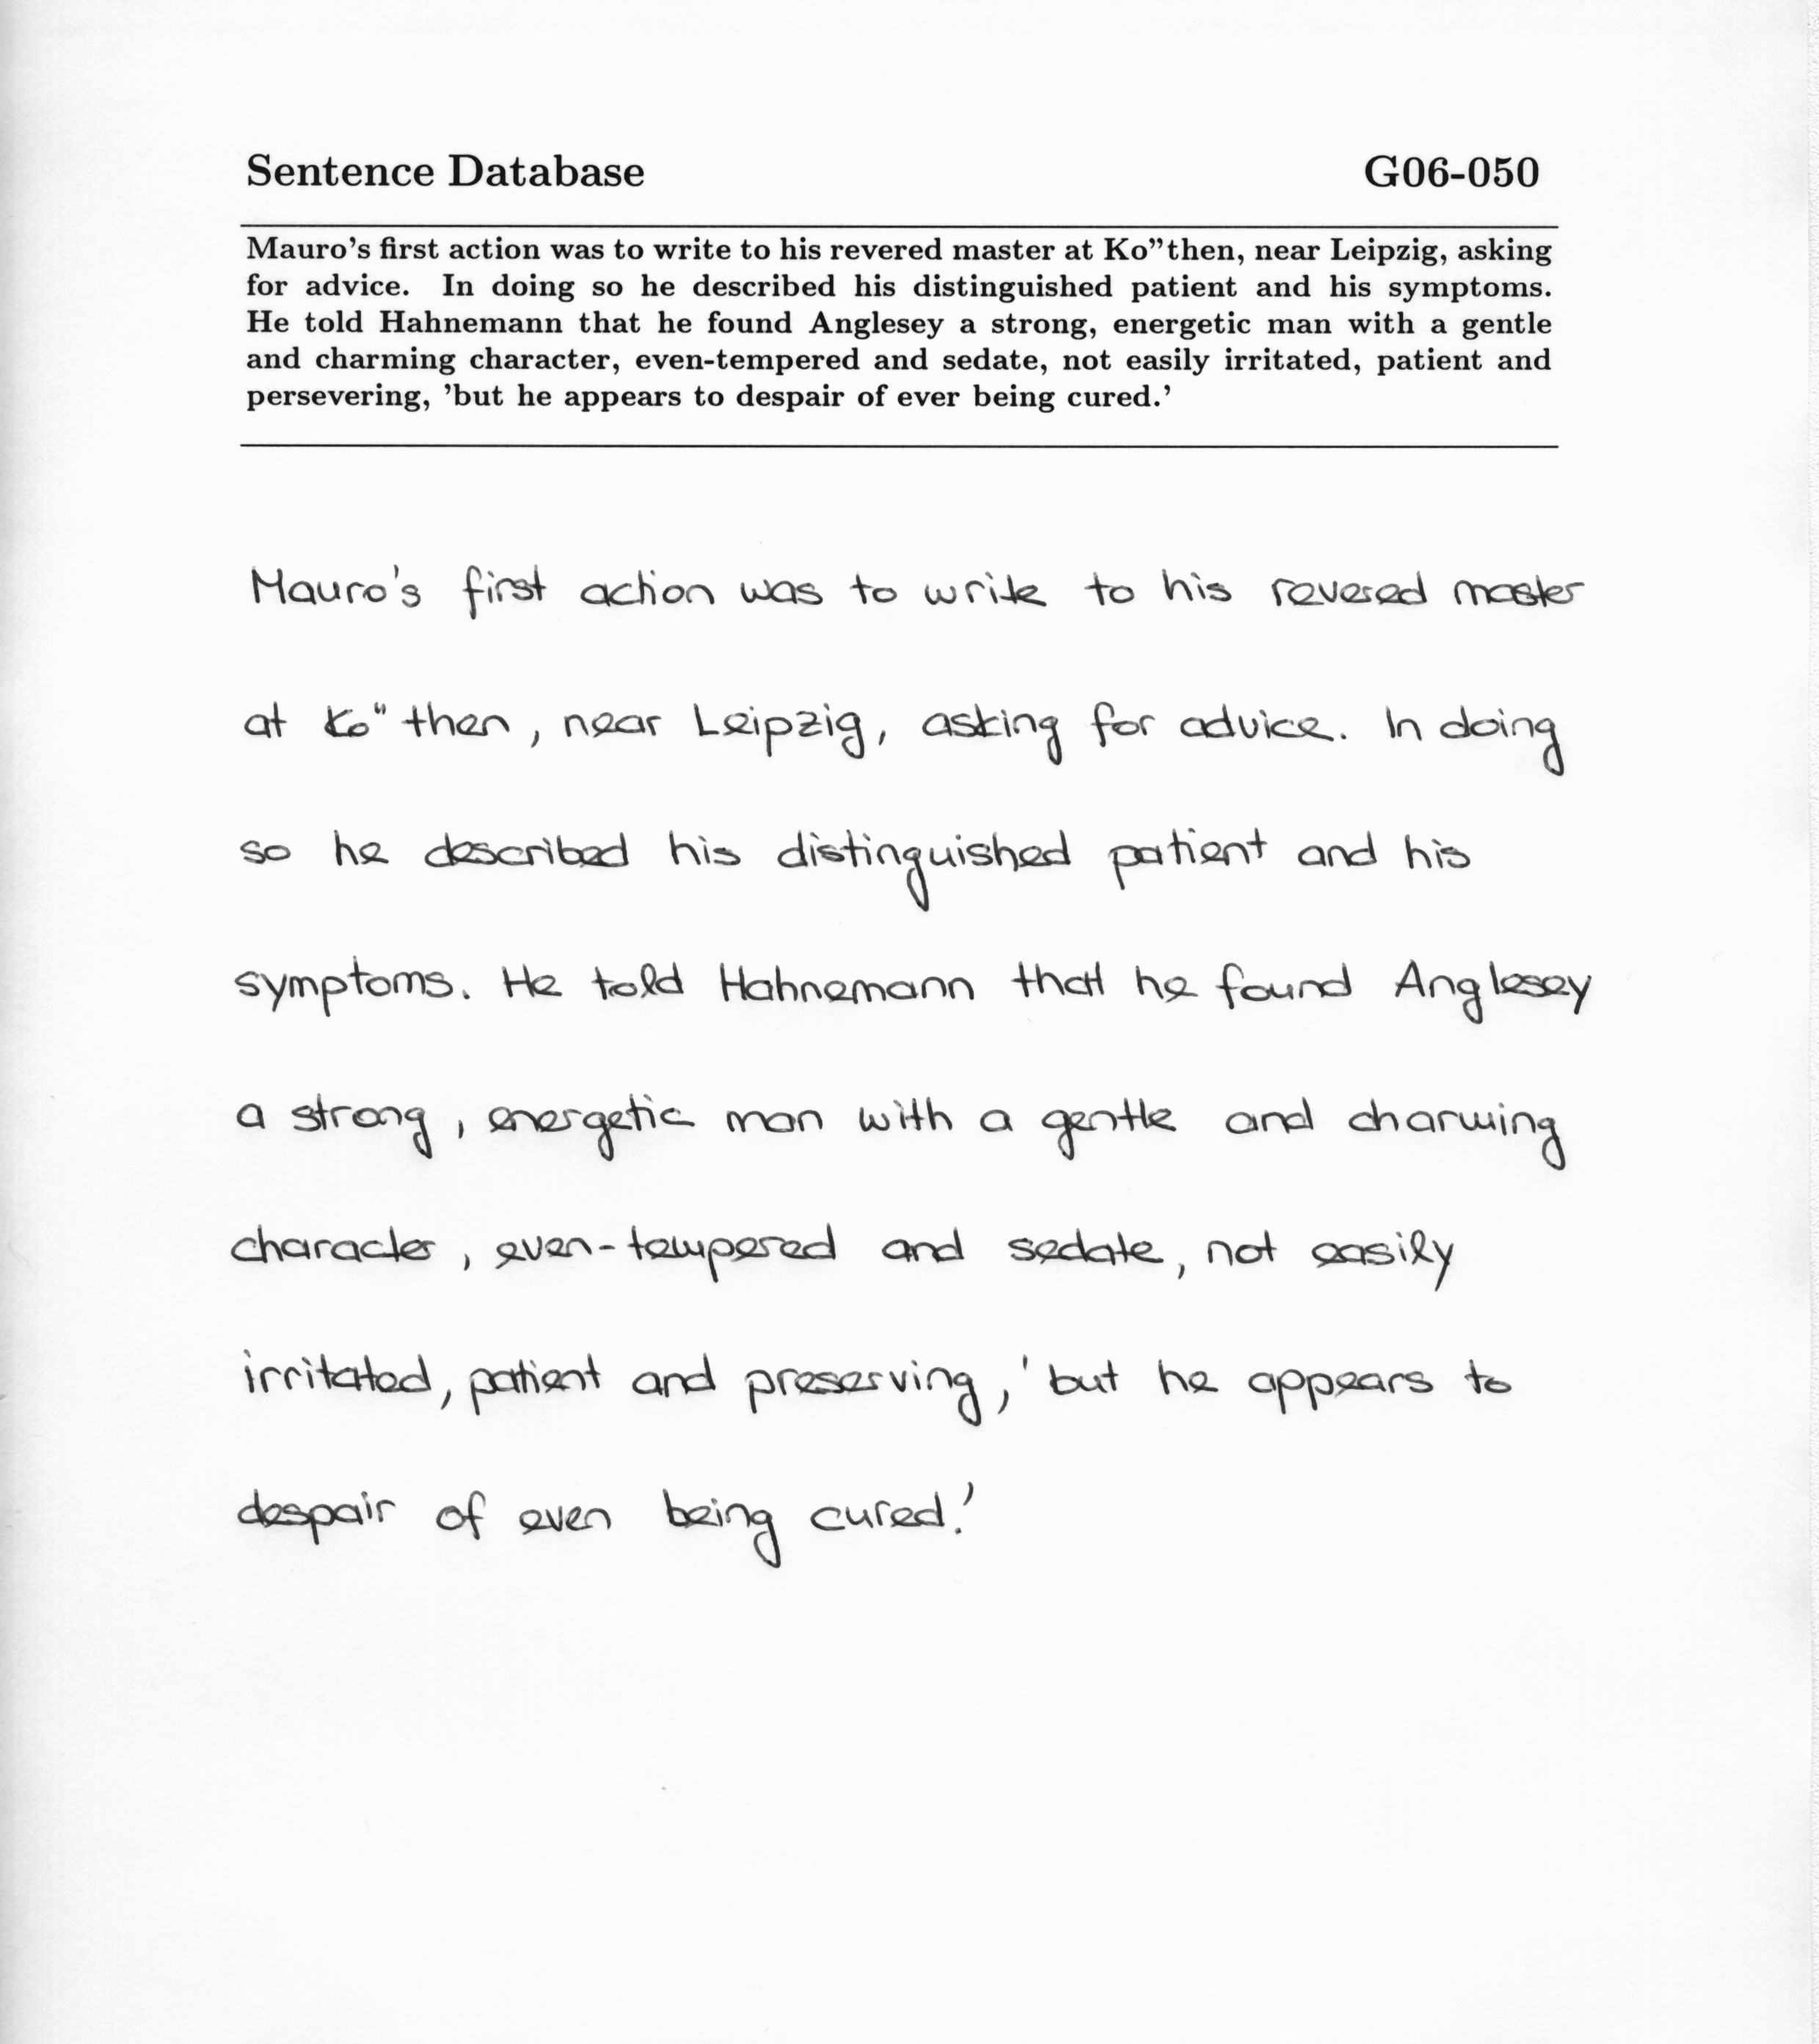 Sentence Database G06-050
Mauro's first action was to write to his revered master at Ko"then, near Leipzig, asking
for advice. In doing so he described his distinguished patient and his symptoms.
He told Hahnemann that he found Anglesey a strong, energetic man with a gentle
and charming character, even-tempered and sedate, not easily irritated, patient and
persevering, 'but he appears to despair of ever being cured.'
Mauro's first action was to write to his revered master
at Ko" then, near Leipzig, asking for advice. In doing
so he described his distinguished patient and his
symptoms. He told Hahnemann that he found Anglesey
a strong, energetic man with a gentle and charming
character, even-tempered and sedate, not easily
irritated, patient and preserving, 'but he appears to
despair of even being cured.'